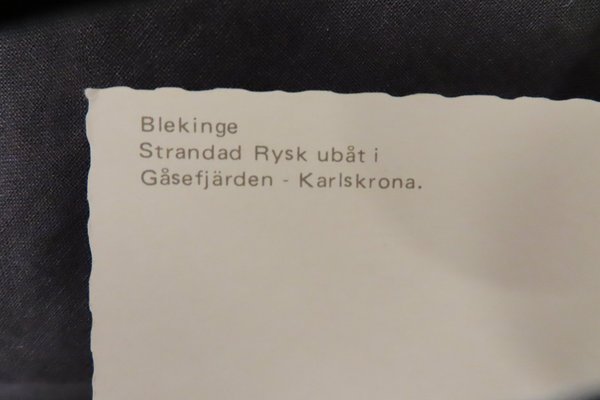 Blekinge
Strandad Rysk ubåt i
Gåsefjärden - Karlskrona.